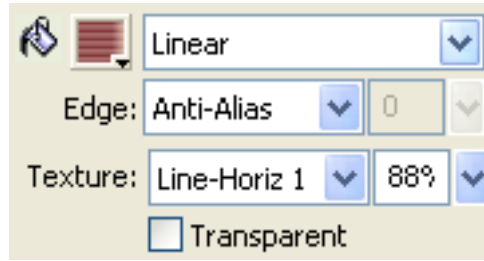 Linear
Edge: Anti-Alias 0
Texture: Line-Horiz 1 88%
Transparent